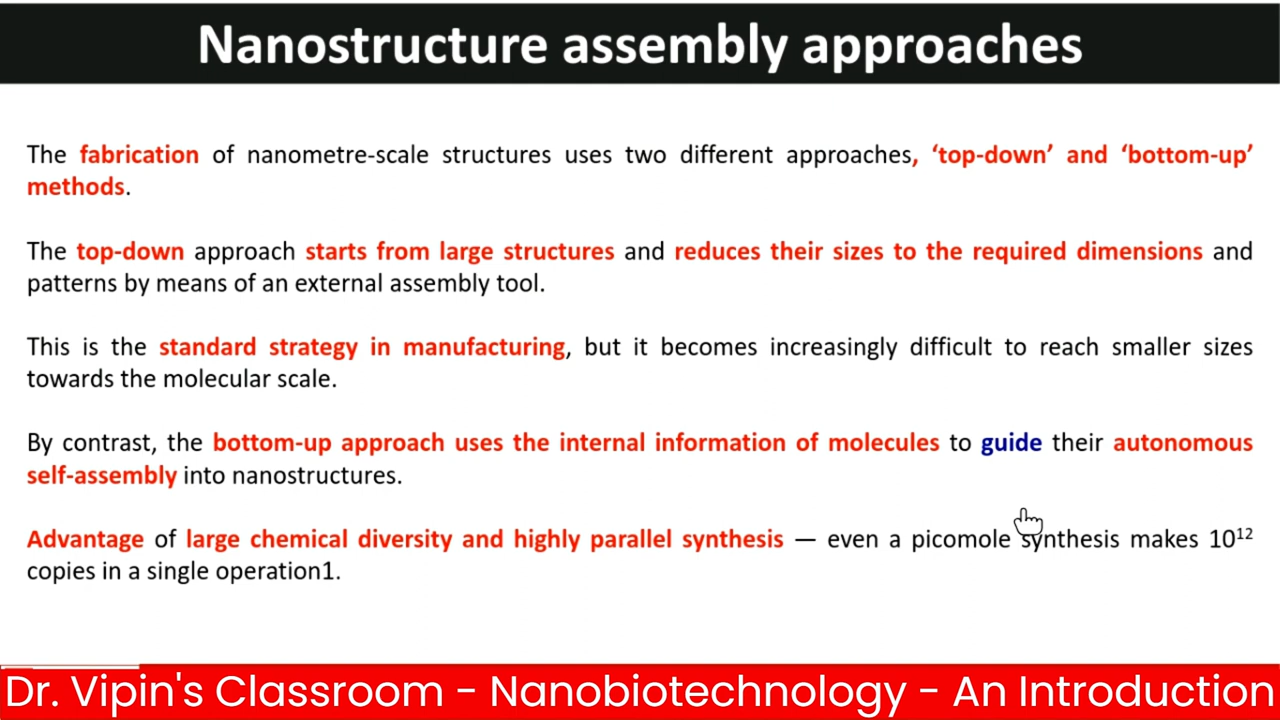 Nanostructure assembly approaches
The fabrication of nanometre-scale structures uses two different approaches, ‘top-down’ and ‘bottom-up’
methods.
The top-down approach starts from large structures and reduces their sizes to the required dimensions and
patterns by means of an external assembly tool.
This is the standard strategy in manufacturing, but it becomes increasingly difficult to reach smaller sizes
towards the molecular scale.
By contrast, the bottom-up approach uses the internal information of molecules to guide their autonomous
self-assembly into nanostructures.
Advantage of large chemical diversity and highly parallel synthesis — even a picomole synthesis makes 10¹²
copies in a single operation1.
Dr. Vipin's Classroom - Nanobiotechnology - An Introduction